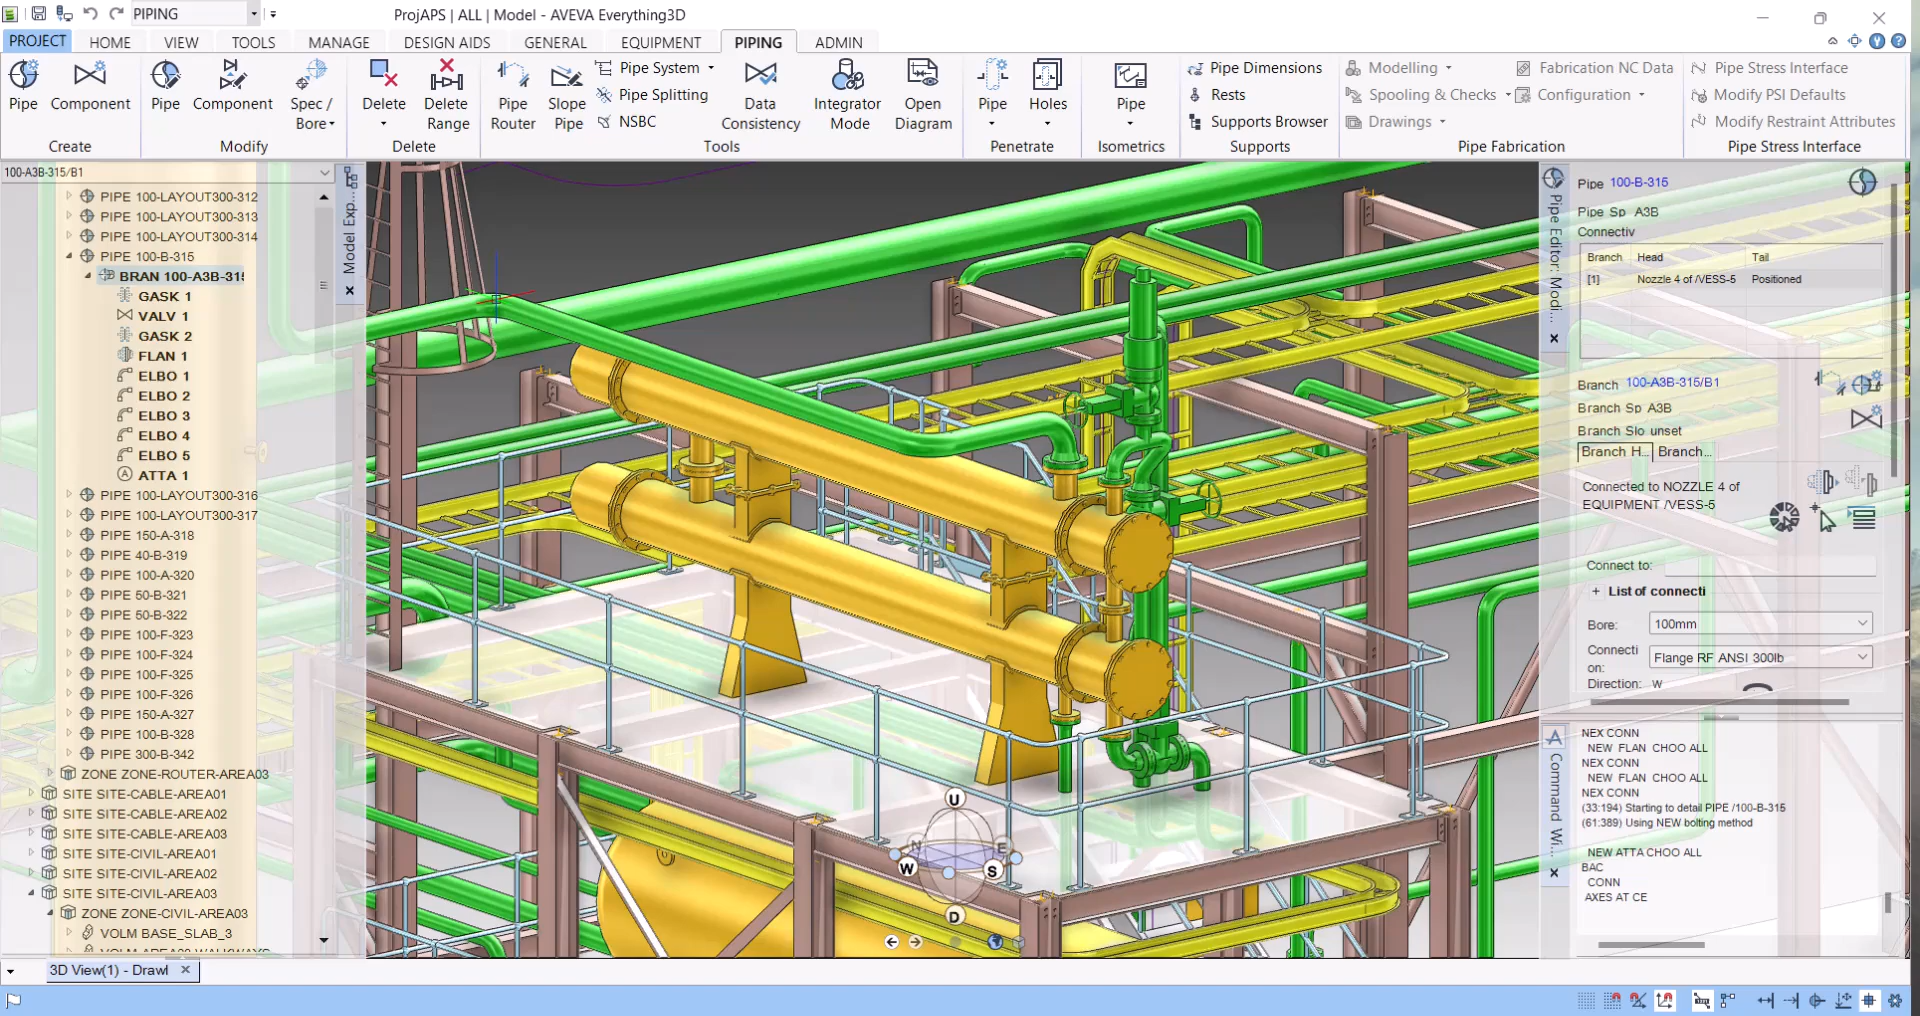 PIPING
ProjAPS | ALL | Model - AVEVA Everything3D
PROJECT HOME VIEW TOOLS MANAGE DESIGN AIDS GENERAL EQUIPMENT PIPING ADMIN
Pipe
Component
Create
Pipe
Component
Spec / Bore
Modify
Delete
Delete Range
Delete
Pipe Router
Slope Pipe
Pipe System
Pipe Splitting
NSBC
Data Consistency
Integrator Mode
Open Diagram
Tools
Pipe
Holes
Penetrate
Pipe
Isometrics
Pipe Dimensions
Rests
Supports Browser
Supports
Modelling
Spooling & Checks
Drawings
Fabrication NC Data
Configuration
Pipe Fabrication
Pipe Stress Interface
Modify PSI Defaults
Modify Restraint Attributes
Pipe Stress Interface
100-A3B-315/B1
PIPE 100-LAYOUT300-312
PIPE 100-LAYOUT300-313
PIPE 100-LAYOUT300-314
PIPE 100-B-315
BRAN 100-A3B-315
GASK 1
VALV 1
GASK 2
FLAN 1
ELBO 1
ELBO 2
ELBO 3
ELBO 4
ELBO 5
ATTA 1
PIPE 100-LAYOUT300-316
PIPE 100-LAYOUT300-317
PIPE 150-A-318
PIPE 40-B-319
PIPE 100-A-320
PIPE 50-B-321
PIPE 50-B-322
PIPE 100-F-323
PIPE 100-F-324
PIPE 100-F-325
PIPE 100-F-326
PIPE 150-A-327
PIPE 100-B-328
PIPE 300-B-342
ZONE ZONE-ROUTER-AREA03
SITE SITE-CABLE-AREA01
SITE SITE-CABLE-AREA02
SITE SITE-CABLE-AREA03
SITE SITE-CIVIL-AREA01
SITE SITE-CIVIL-AREA02
SITE SITE-CIVIL-AREA03
ZONE ZONE-CIVIL-AREA03
VOLM BASE_SLAB_3
Model Exp...
U
N
E
W
S
D
Pipe Editor: Modi...
Pipe 100-B-315
Pipe Sp A3B
Connectiv
Branch Head Tail
[1] Nozzle 4 of /VESS-5 Positioned
Branch 100-A3B-315/B1
Branch Sp A3B
Branch Slo unset
Branch H... Branch...
Connected to NOZZLE 4 of
EQUIPMENT /VESS-5
Connect to:
+ List of connecti
Bore: 100mm
Connecti
on: Flange RF ANSI 300lb
Direction: W
Command Wi...
NEX CONN
NEW FLAN CHOO ALL
NEX CONN
NEW FLAN CHOO ALL
NEX CONN
(33:194) Starting to detail PIPE /100-B-315
(61:389) Using NEW bolting method
NEW ATTA CHOO ALL
BAC
CONN
AXES AT CE
3D View(1) - Drawl